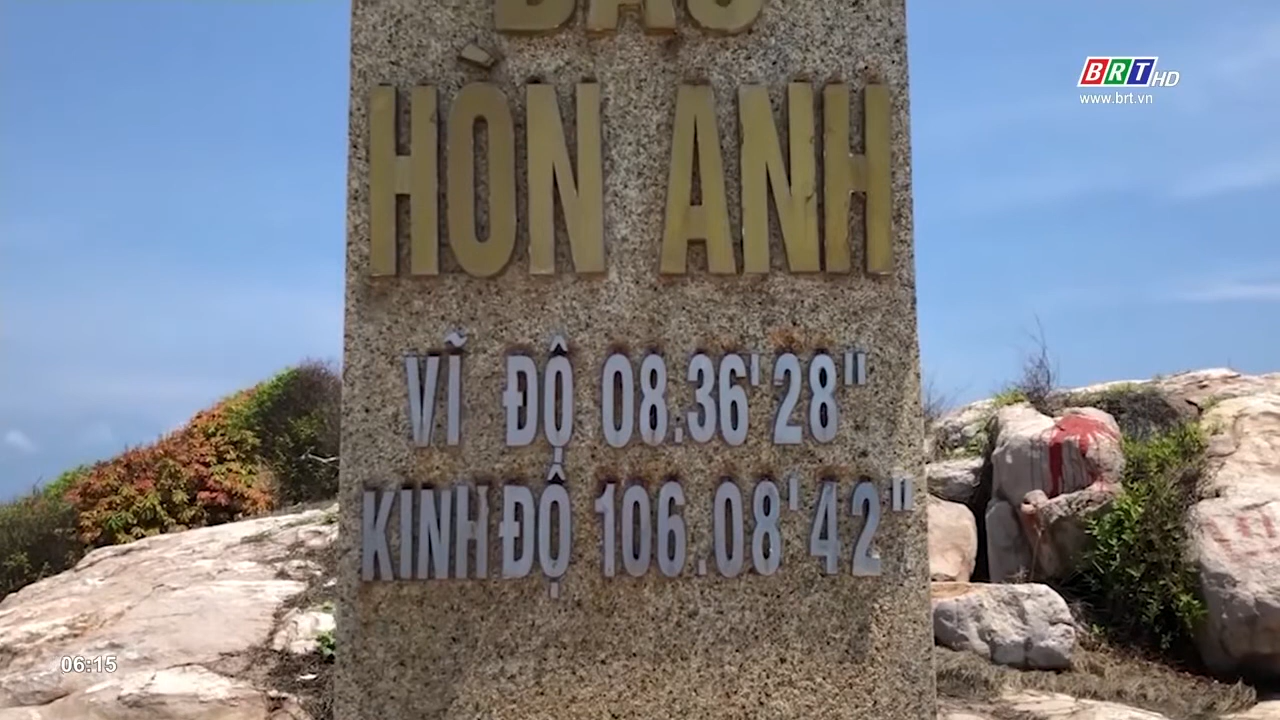 ĐẢO
HÒN ANH
VĨ ĐỘ 08.36'28"
KINH ĐỘ 106.08'42"
BRT HD
www.brt.vn
06:15